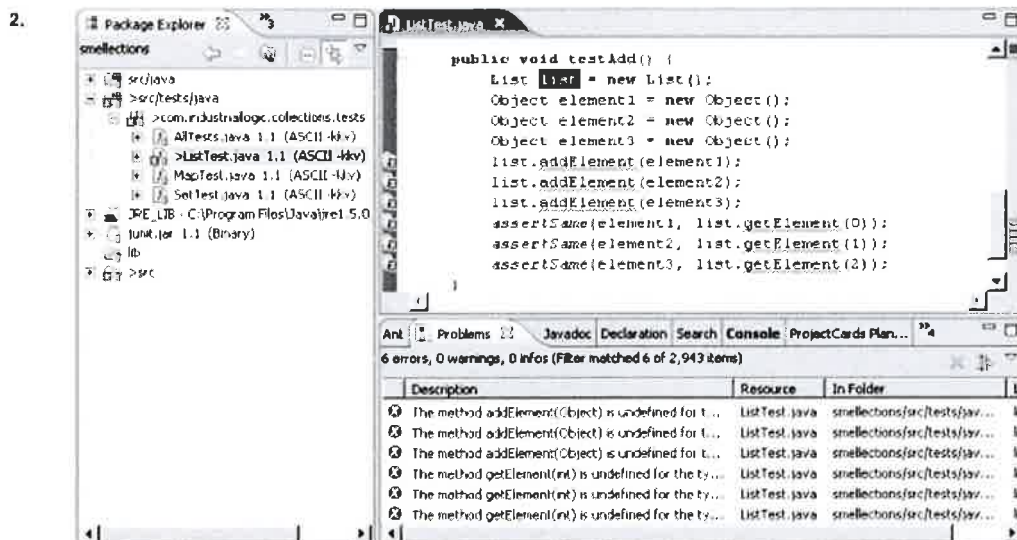 2.
Package Explorer
3
smellections
src/java
>src/tests/java
>com.industriallogic.collections.tests
AllTests.java 1.1 (ASCII -kkv)
>ListTest.java 1.1 (ASCII -kkv)
MapTest.java 1.1 (ASCII -kkv)
SetTest.java 1.1 (ASCII -kkv)
JRE_LIB - C:\Program Files\Java\jre1.5.0
junit.jar 1.1 (Binary)
lib
>src
ListTest.java
public void testAdd() {
List list = new List();
Object element1 = new Object();
Object element2 = new Object();
Object element3 = new Object();
list.addElement(element1);
list.addElement(element2);
list.addElement(element3);
assertSame(element1, list.getElement(0));
assertSame(element2, list.getElement(1));
assertSame(element3, list.getElement(2));
}
Ant Problems Javadoc Declaration Search Console ProjectCards Plan... 4
6 errors, 0 warnings, 0 infos (Filter matched 6 of 2,943 items)
Description Resource In Folder
The method addElement(Object) is undefined for t... ListTest.java smellections/src/tests/jav...
The method addElement(Object) is undefined for t... ListTest.java smellections/src/tests/jav...
The method addElement(Object) is undefined for t... ListTest.java smellections/src/tests/jav...
The method getElement(int) is undefined for the ty... ListTest.java smellections/src/tests/jav...
The method getElement(int) is undefined for the ty... ListTest.java smellections/src/tests/jav...
The method getElement(int) is undefined for the ty... ListTest.java smellections/src/tests/jav...